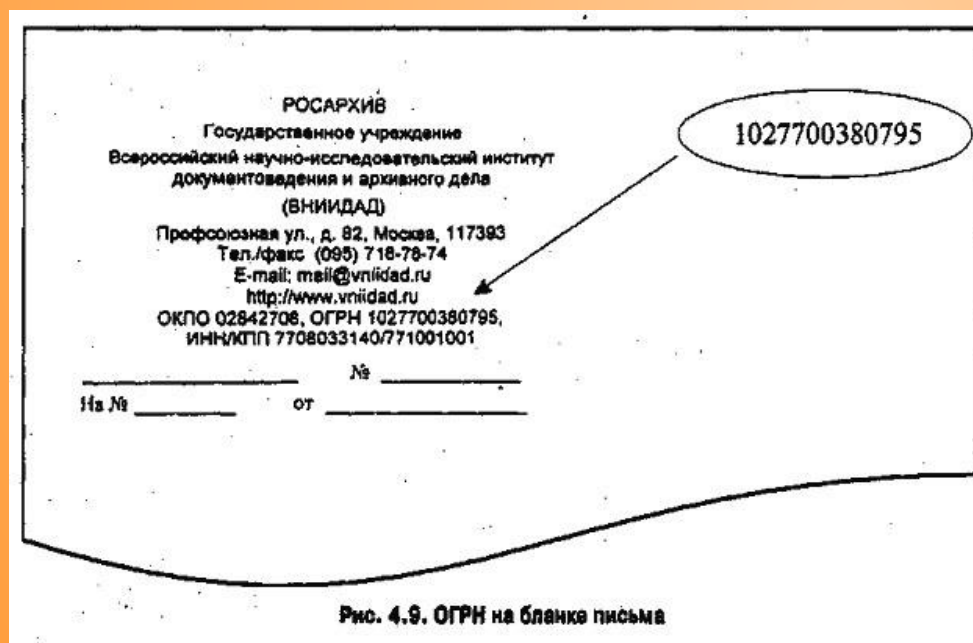 РОСАРХИВ
Государственное учреждение
Всероссийский научно-исследовательский институт
документоведения и архивного дела
(ВНИИДАД)
Профсоюзная ул., д. 82, Москва, 117393
Тел./факс (095) 718-78-74
E-mail: mail@vniidad.ru
http://www.vniidad.ru
ОКПО 02842708, ОГРН 1027700380795,
ИНН/КПП 7708033140/771001001
1027700380795
№
На № от
Рис. 4.9. ОГРН на бланке письма